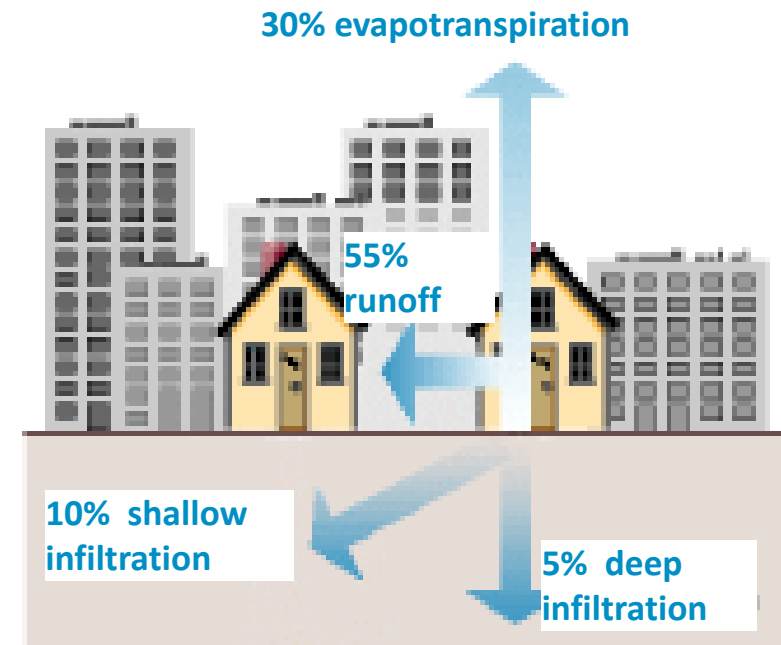 30% evapotranspiration
55%
runoff
10% shallow
infiltration
5% deep
infiltration